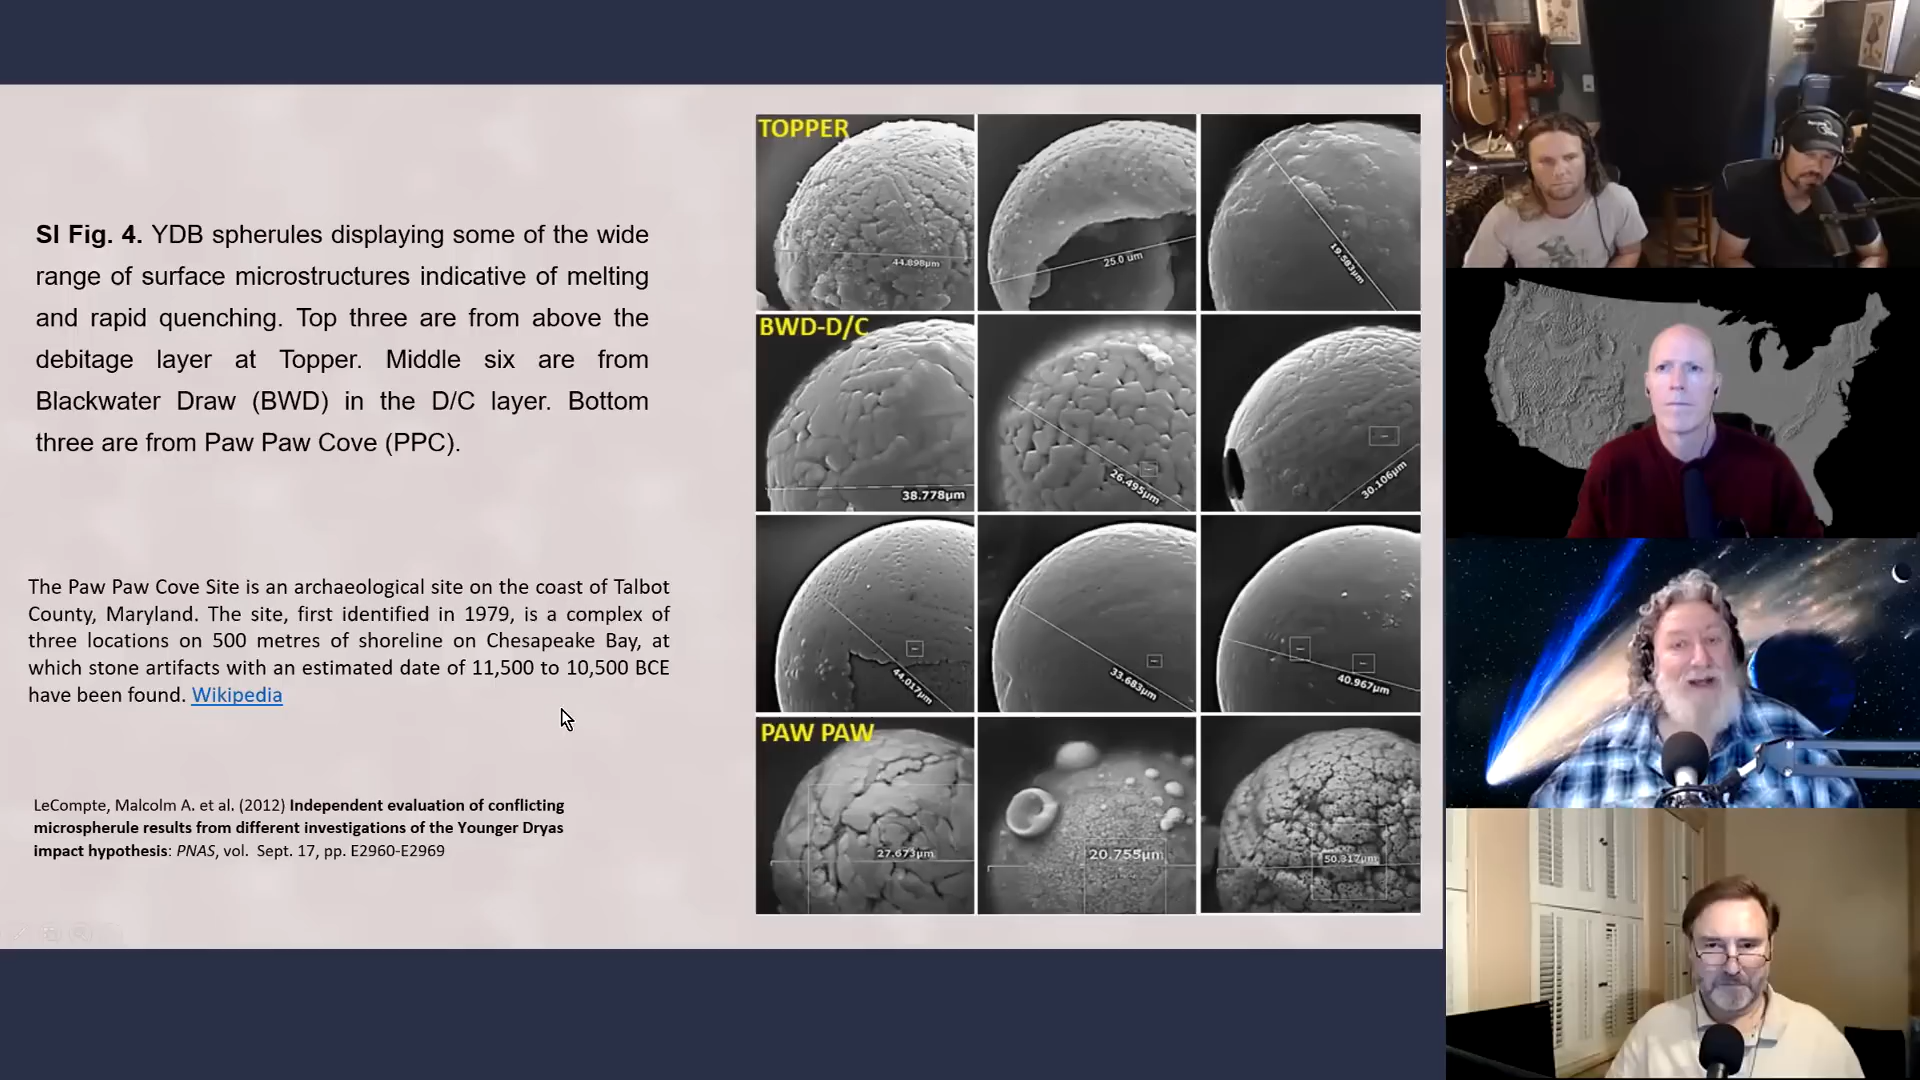 SI Fig. 4. YDB spherules displaying some of the wide
range of surface microstructures indicative of melting
and rapid quenching. Top three are from above the
debitage layer at Topper. Middle six are from
Blackwater Draw (BWD) in the D/C layer. Bottom
three are from Paw Paw Cove (PPC).
The Paw Paw Cove Site is an archaeological site on the coast of Talbot
County, Maryland. The site, first identified in 1979, is a complex of
three locations on 500 metres of shoreline on Chesapeake Bay, at
which stone artifacts with an estimated date of 11,500 to 10,500 BCE
have been found. Wikipedia
LeCompte, Malcolm A. et al. (2012) Independent evaluation of conflicting
microspherule results from different investigations of the Younger Dryas
impact hypothesis: PNAS, vol. Sept. 17, pp. E2960-E2969
TOPPER
44.898µm
25.0 um
19.583µm
BWD-D/C
38.778µm
26.495µm
30.106µm
44.017µm
33.683µm
40.967µm
PAW PAW
27.673µm
20.755µm
50.317µm